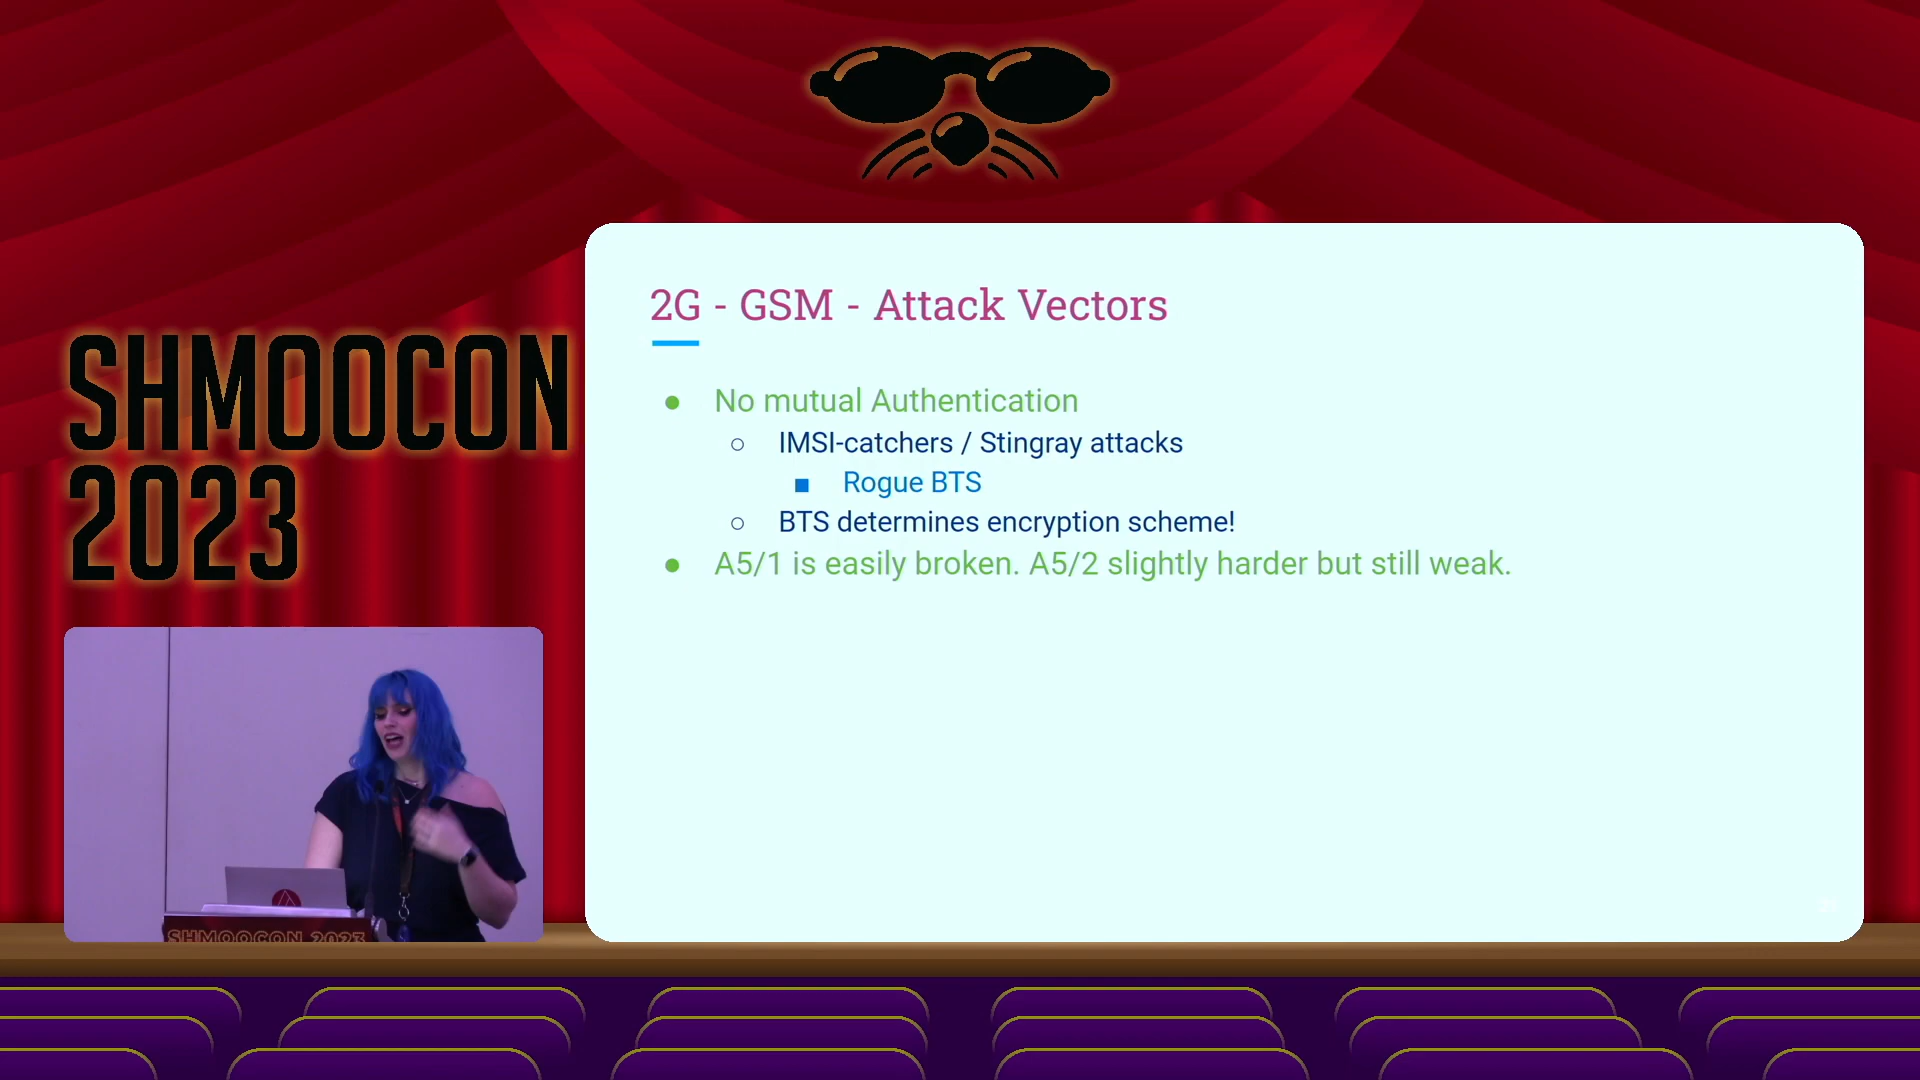 SHMOOCON
2023
2G - GSM - Attack Vectors
● No mutual Authentication
○ IMSI-catchers / Stingray attacks
■ Rogue BTS
○ BTS determines encryption scheme!
● A5/1 is easily broken. A5/2 slightly harder but still weak.
SHMOOCON 2023